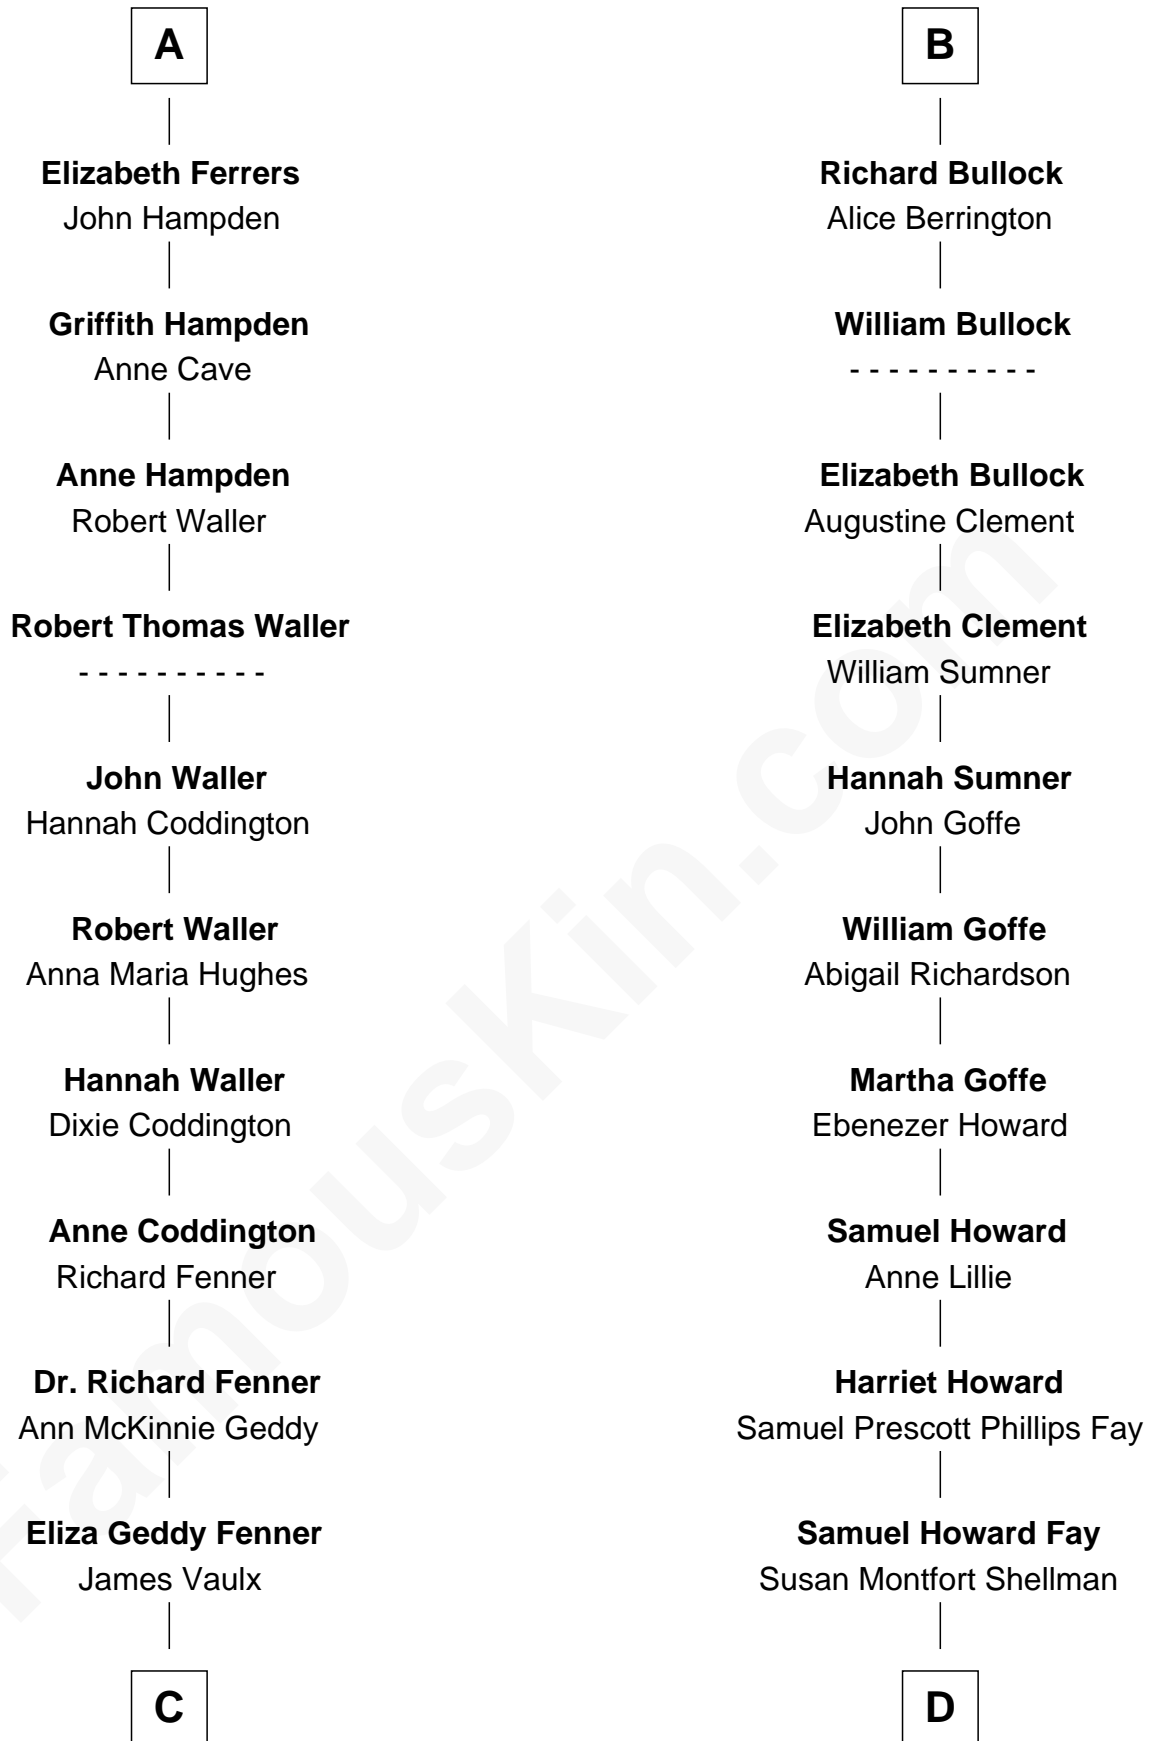 A
Elizabeth Ferrers
John Hampden
Griffith Hampden
Anne Cave
Anne Hampden
Robert Waller
Robert Thomas Waller
- - - - - - - - - -
John Waller
Hannah Coddington
Robert Waller
Anna Maria Hughes
Hannah Waller
Dixie Coddington
Anne Coddington
Richard Fenner
Dr. Richard Fenner
Ann McKinnie Geddy
Eliza Geddy Fenner
James Vaulx
C
B
Richard Bullock
Alice Berrington
William Bullock
- - - - - - - - - -
Elizabeth Bullock
Augustine Clement
Elizabeth Clement
William Sumner
Hannah Sumner
John Goffe
William Goffe
Abigail Richardson
Martha Goffe
Ebenezer Howard
Samuel Howard
Anne Lillie
Harriet Howard
Samuel Prescott Phillips Fay
Samuel Howard Fay
Susan Montfort Shellman
D
FamousKin.com